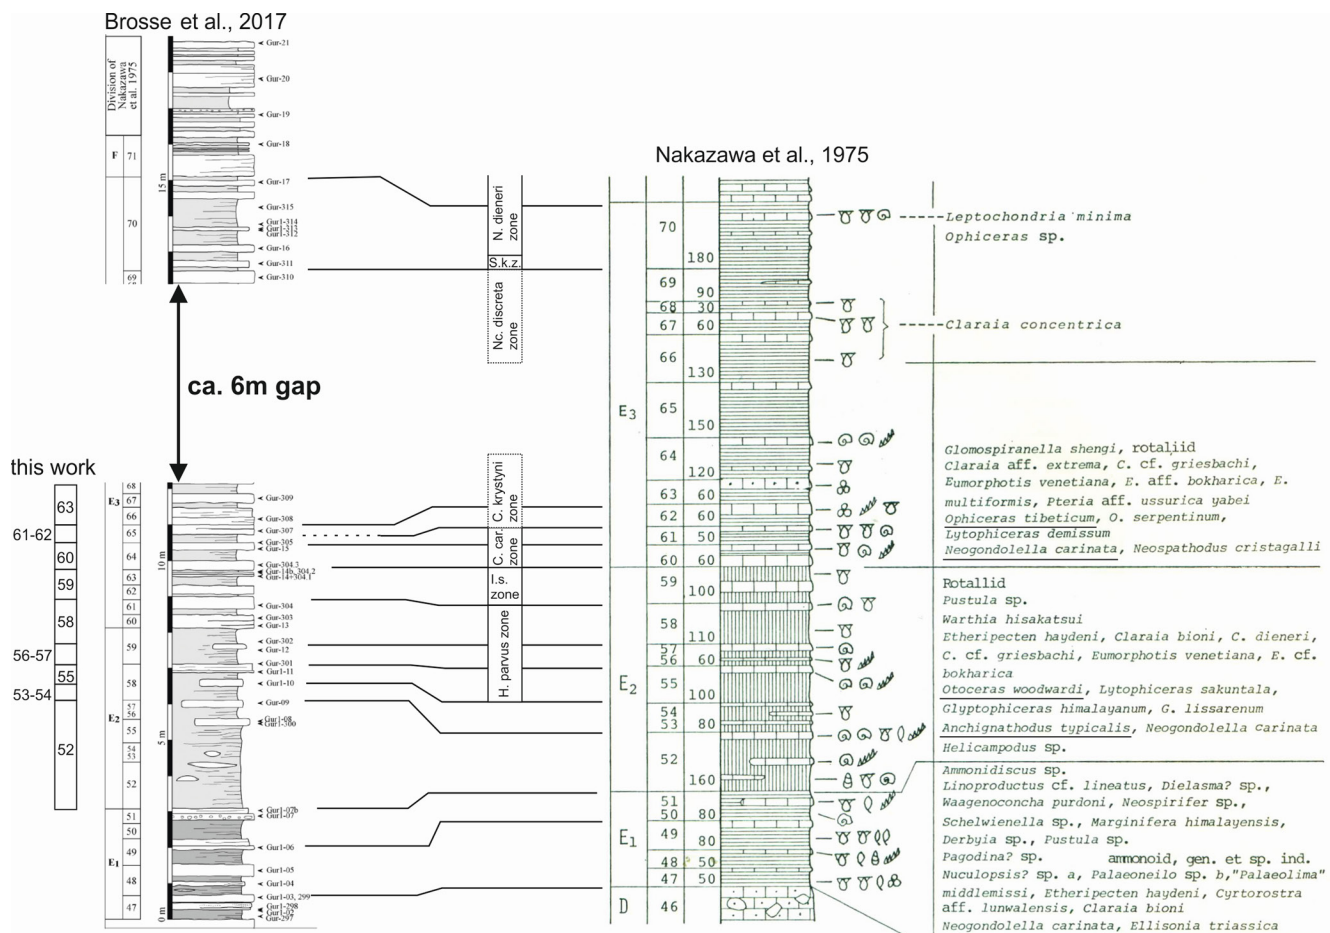 Brosse et al., 2017
Division of
Nakazawa
et al. 1975
F
71
70
69
15 m
Gur-21
Gur-20
Gur-19
Gur-18
Gur-17
Gur-315
Gur1-314
Gur1-313
Gur1-312
Gur-16
Gur-311
Gur-310
ca. 6m gap
this work
63
61-62
60
59
58
56-57
55
53-54
52
E3
E2
E1
68
67
66
65
64
63
62
61
60
59
58
57
56
55
54
53
52
51
50
49
48
47
10 m
5 m
0 m
Gur-309
Gur-308
Gur-307
Gur-305
Gur-15
Gur-304.3
Gur-14b, 304.2
Gur-14+304.1
Gur-304
Gur-303
Gur-13
Gur-302
Gur-12
Gur-301
Gur1-11
Gur1-10
Gur-09
Gur1-08
Gur1-300
Gur1-07b
Gur1-07
Gur1-06
Gur1-05
Gur1-04
Gur1-03, 299
Gur1-298
Gur1-02
Gur-297
N. dieneri
zone
S.k.z.
Nc. discreta
zone
C. krystyni
zone
C. car.
zone
I.s.
zone
H. parvus zone
Nakazawa et al., 1975
E3
E2
E1
D
70 180
69 90
68 30
67 60
66 130
65 150
64 120
63 60
62 60
61 50
60 60
59 100
58 110
57
56 60
55 100
54
53 80
52 160
51
50 80
49 80
48 50
47 50
46
Leptochondria minima
Ophiceras sp.
Claraia concentrica
Glomospiranella shengi, rotaliid
Claraia aff. extrema, C. cf. griesbachi,
Eumorphotis venetiana, E. aff. bokharica, E.
multiformis, Pteria aff. ussurica yabei
Ophiceras tibeticum, O. serpentinum,
Lytophiceras demissum
Neogondolella carinata, Neospathodus cristagalli
Rotallid
Pustula sp.
Warthia hisakatsui
Etheripecten haydeni, Claraia bioni, C. dieneri,
C. cf. griesbachi, Eumorphotis venetiana, E. cf.
bokharica
Otoceras woodwardi, Lytophiceras sakuntala,
Glyptophiceras himalayanum, G. lissarenum
Anchignathodus typicalis, Neogondolella carinata
Helicampodus sp.
Ammonidiscus sp.
Linoproductus cf. lineatus, Dielasma? sp.,
Waagenoconcha purdoni, Neospirifer sp.,
Schelwienella sp., Marginifera himalayensis,
Derbyia sp., Pustula sp.
Pagodina? sp. ammonoid, gen. et sp. ind.
Nuculopsis? sp. a, Palaeoneilo sp. b,"Palaeolima"
middlemissi, Etheripecten haydeni, Cyrtorostra
aff. lunwalensis, Claraia bioni
Neogondolella carinata, Ellisonia triassica